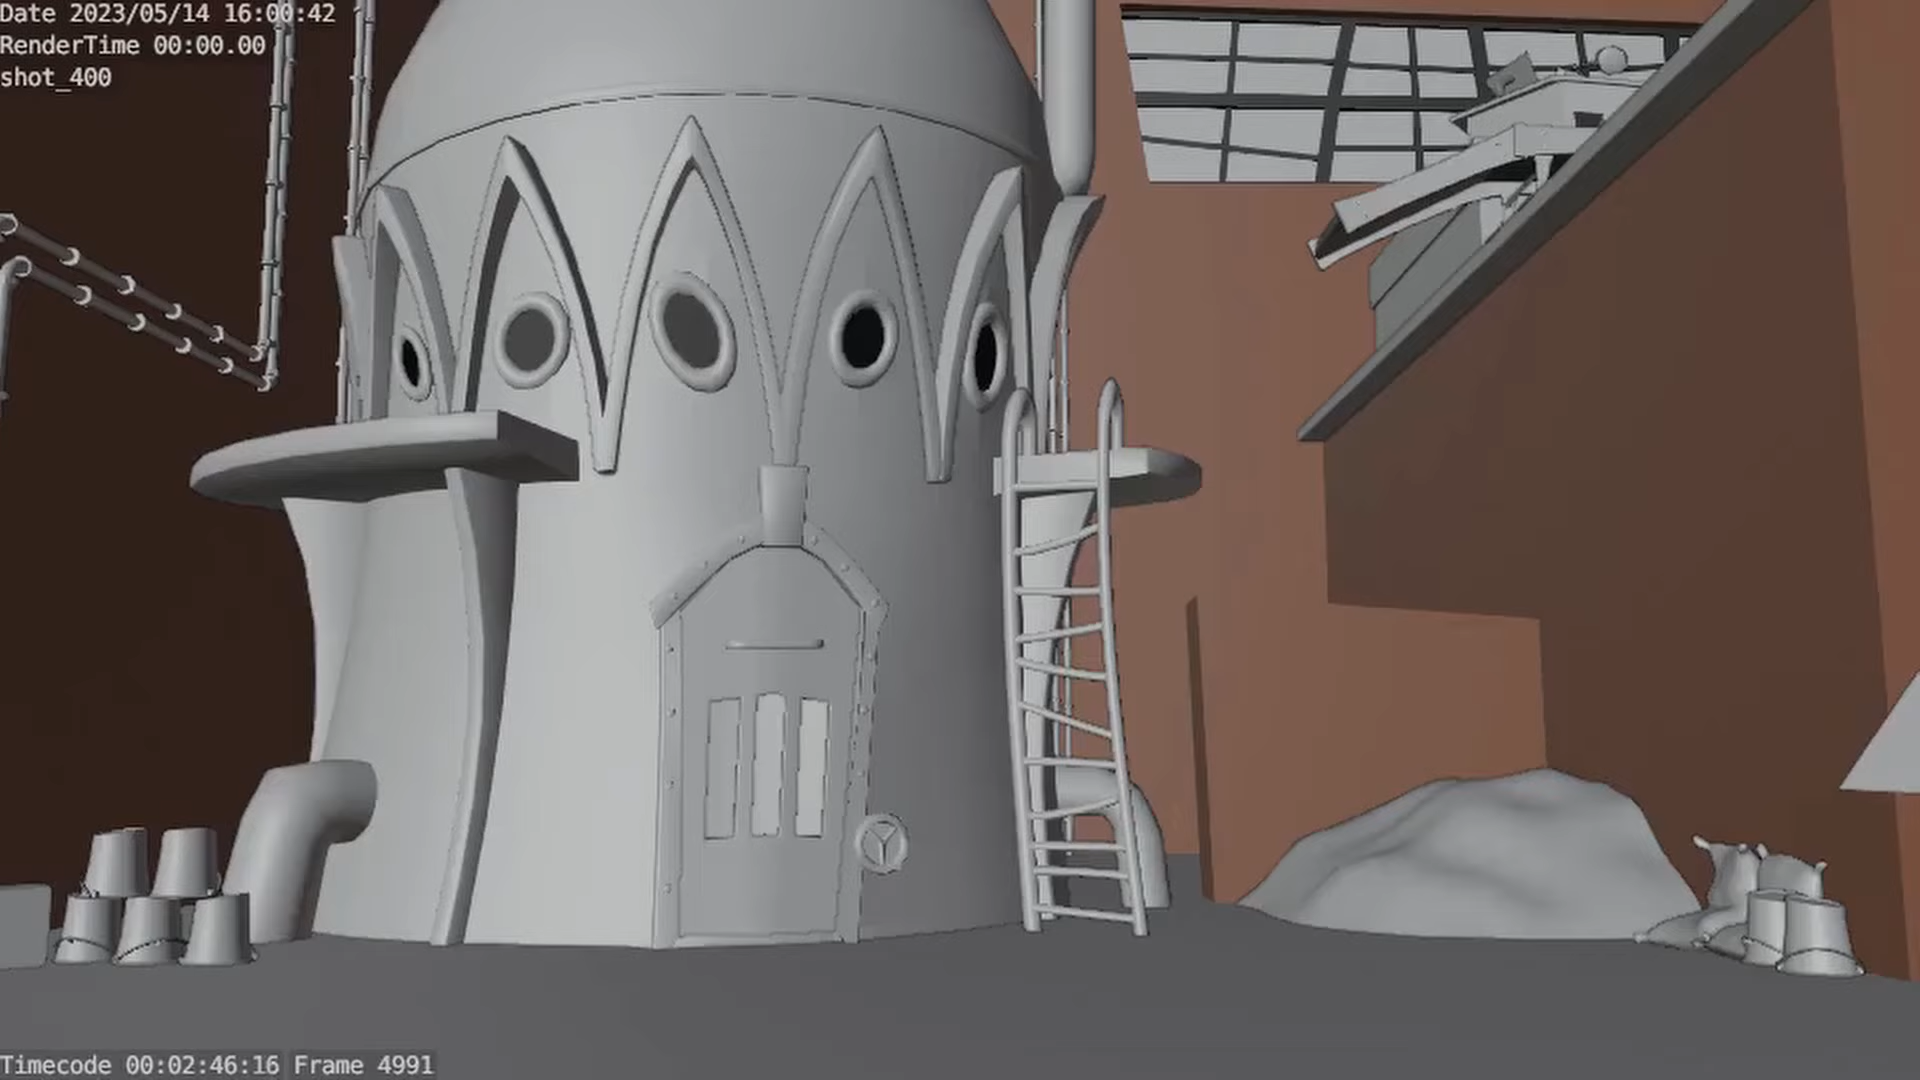 Date 2023/05/14 16:00:42
RenderTime 00:00.00
shot_400
Timecode 00:02:46:16 Frame 4991